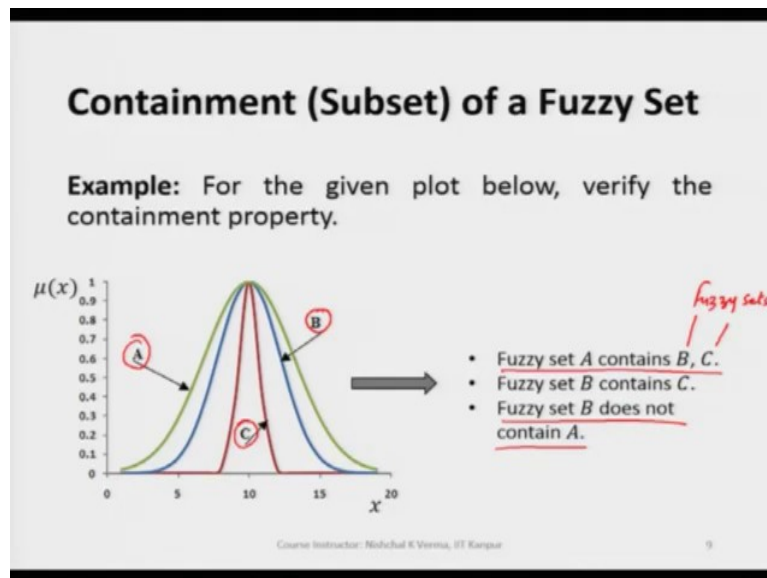 Containment (Subset) of a Fuzzy Set
Example: For the given plot below, verify the
containment property.
μ(x)
1
0.9
0.8
0.7
0.6
0.5
0.4
0.3
0.2
0.1
0
A
B
C
0 5 10 15 20
x
fuzzy sets
• Fuzzy set A contains B, C.
• Fuzzy set B contains C.
• Fuzzy set B does not
contain A.
Course Instructor: Nishchal K Verma, IIT Kanpur
9